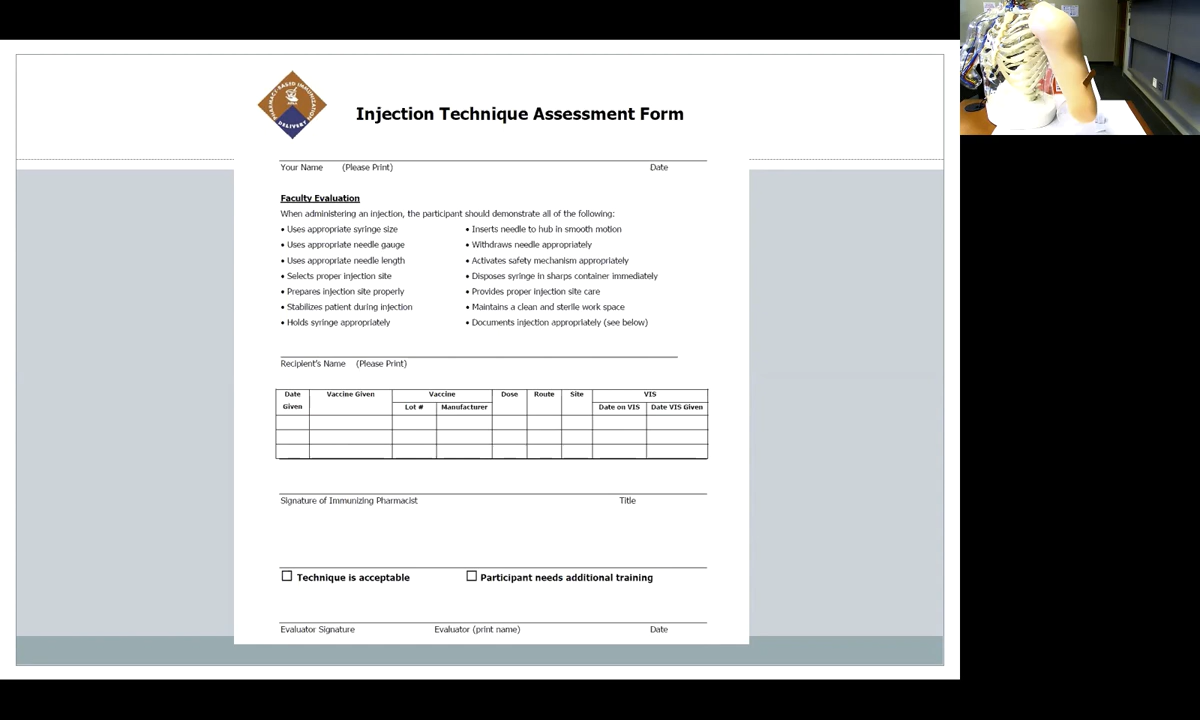 PHARMACY-BASED IMMUNIZATION
DELIVERY
Injection Technique Assessment Form
Your Name (Please Print) Date
Faculty Evaluation
When administering an injection, the participant should demonstrate all of the following:
• Uses appropriate syringe size
• Uses appropriate needle gauge
• Uses appropriate needle length
• Selects proper injection site
• Prepares injection site properly
• Stabilizes patient during injection
• Holds syringe appropriately
• Inserts needle to hub in smooth motion
• Withdraws needle appropriately
• Activates safety mechanism appropriately
• Disposes syringe in sharps container immediately
• Provides proper injection site care
• Maintains a clean and sterile work space
• Documents injection appropriately (see below)
Recipient's Name (Please Print)
Date Given Vaccine Given Vaccine Dose Route Site VIS
Lot # Manufacturer Date on VIS Date VIS Given
Signature of Immunizing Pharmacist Title
☐ Technique is acceptable ☐ Participant needs additional training
Evaluator Signature Evaluator (print name) Date